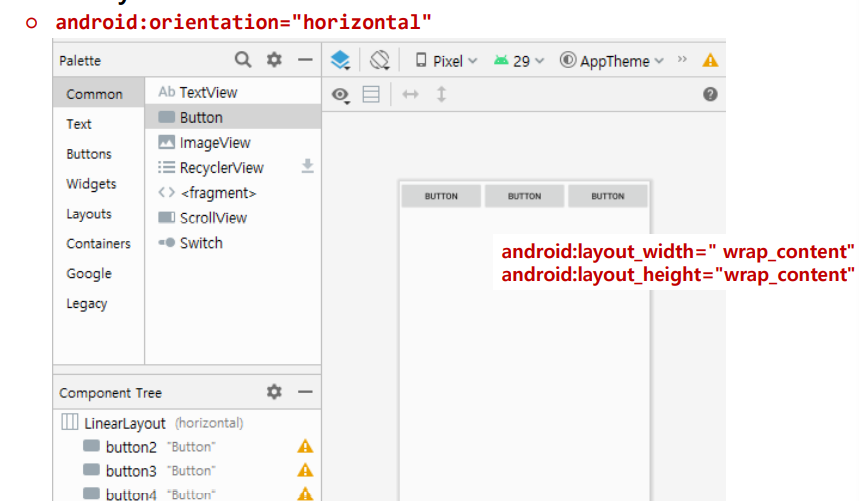 android:orientation="horizontal"
Palette
Pixel 29 AppTheme
Common
Text
Buttons
Widgets
Layouts
Containers
Google
Legacy
Ab TextView
Button
ImageView
RecyclerView
<> <fragment>
ScrollView
Switch
BUTTON BUTTON BUTTON
android:layout_width=" wrap_content"
android:layout_height="wrap_content"
Component Tree
LinearLayout (horizontal)
button2 "Button"
button3 "Button"
button4 "Button"